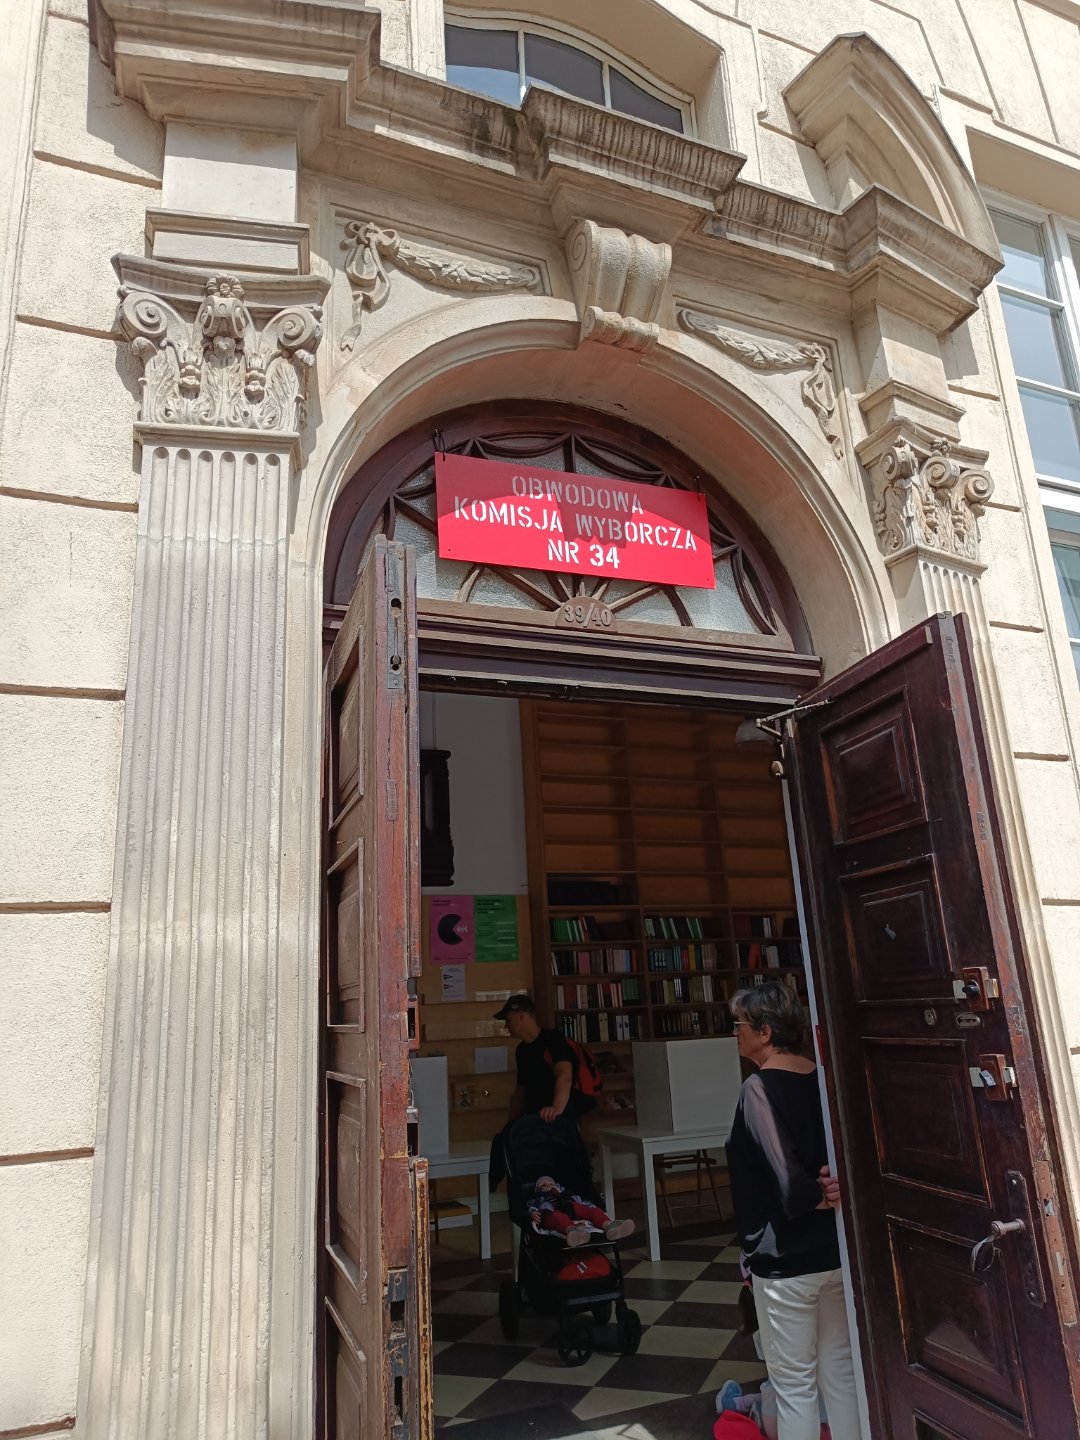 OBWODOWA
KOMISJA WYBORCZA
NR 34
39/40